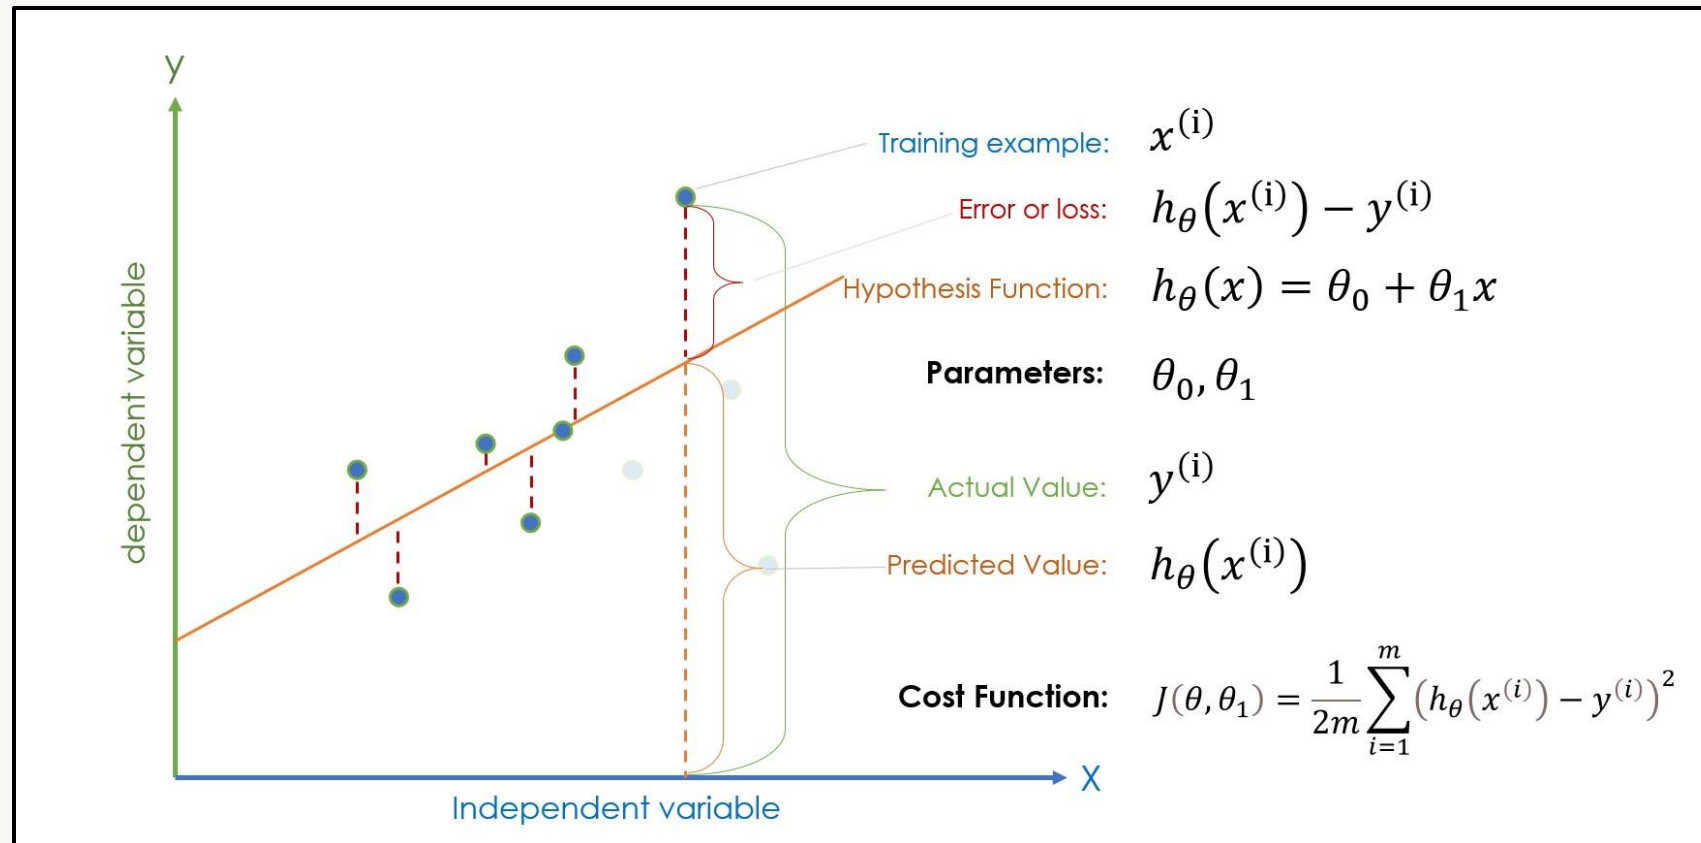 y
dependent variable
Independent variable
X
Training example: x^(i)
Error or loss: h_θ(x^(i)) − y^(i)
Hypothesis Function: h_θ(x) = θ_0 + θ_1x
Parameters: θ_0, θ_1
Actual Value: y^(i)
Predicted Value: h_θ(x^(i))
Cost Function: J(θ, θ_1) = 1/2m ∑_{i=1}^{m} (h_θ(x^(i)) − y^(i))^2